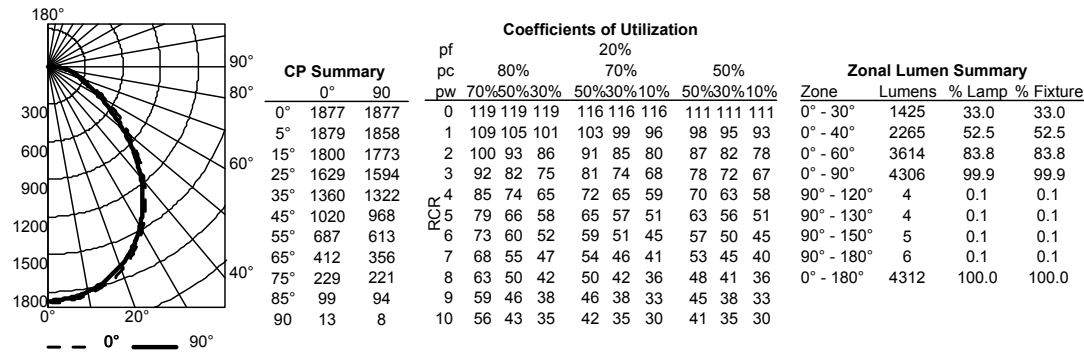 180°
90°
80°
60°
40°
300
600
900
1200
1500
1800
0° 20°
0° 90°
CP Summary
0° 90
0° 1877 1877
5° 1879 1858
15° 1800 1773
25° 1629 1594
35° 1360 1322
45° 1020 968
55° 687 613
65° 412 356
75° 229 221
85° 99 94
90 13 8
Coefficients of Utilization
pf 20%
pc 80% 70% 50%
pw 70%50%30% 50%30%10% 50%30%10%
RCR
0 119 119 119 116 116 116 111 111 111
1 109 105 101 103 99 96 98 95 93
2 100 93 86 91 85 80 87 82 78
3 92 82 75 81 74 68 78 72 67
4 85 74 65 72 65 59 70 63 58
5 79 66 58 65 57 51 63 56 51
6 73 60 52 59 51 45 57 50 45
7 68 55 47 54 46 41 53 45 40
8 63 50 42 50 42 36 48 41 36
9 59 46 38 46 38 33 45 38 33
10 56 43 35 42 35 30 41 35 30
Zonal Lumen Summary
Zone Lumens % Lamp % Fixture
0° - 30° 1425 33.0 33.0
0° - 40° 2265 52.5 52.5
0° - 60° 3614 83.8 83.8
0° - 90° 4306 99.9 99.9
90° - 120° 4 0.1 0.1
90° - 130° 4 0.1 0.1
90° - 150° 5 0.1 0.1
90° - 180° 6 0.1 0.1
0° - 180° 4312 100.0 100.0